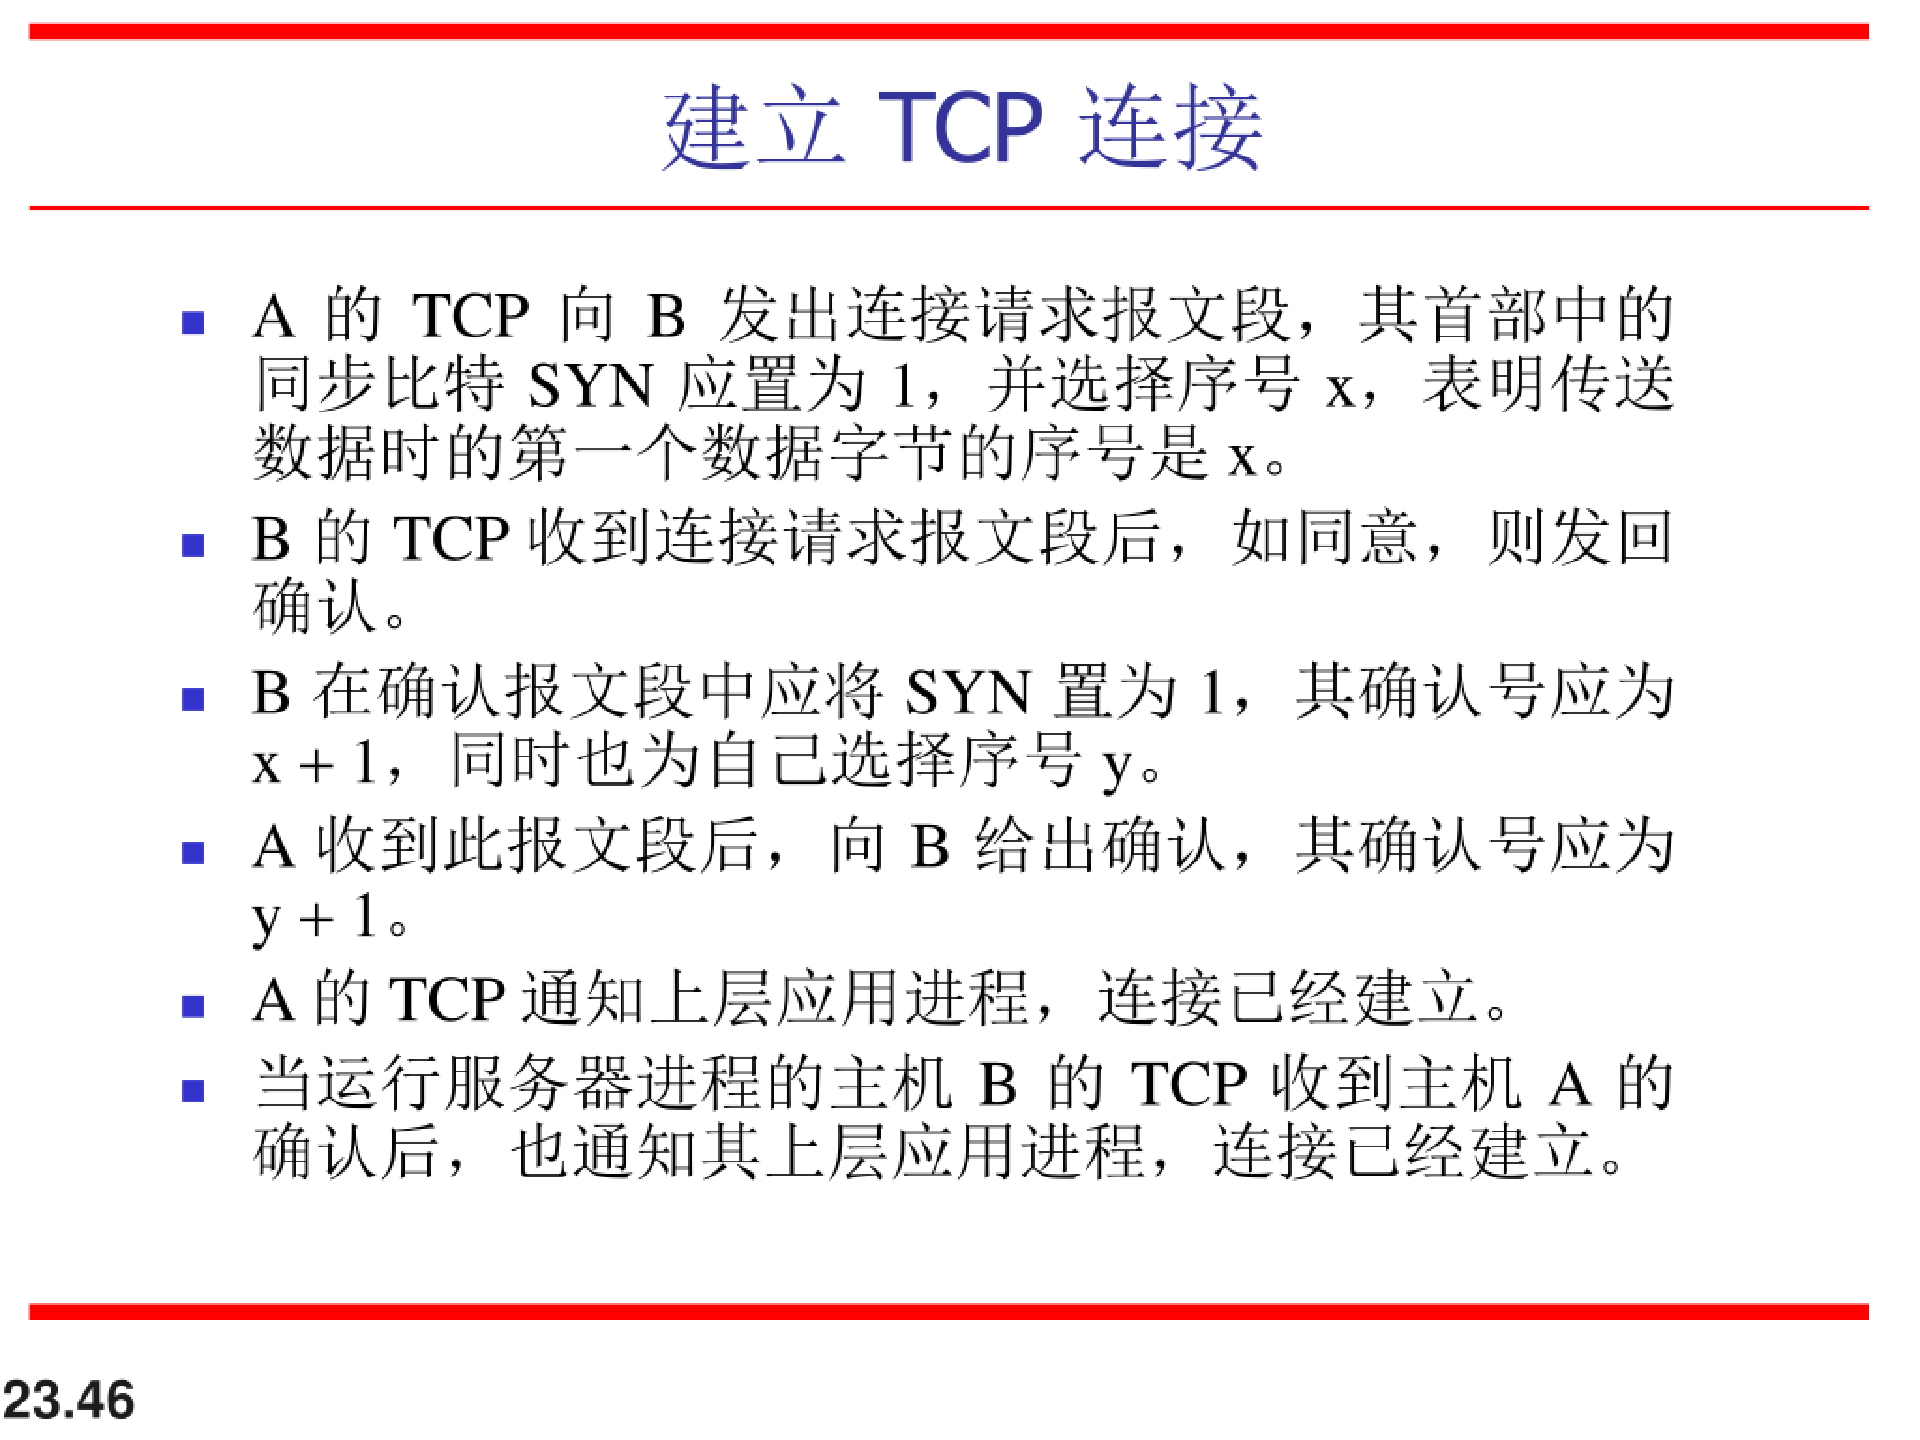 建立 TCP 连接
A 的 TCP 向 B 发出连接请求报文段，其首部中的
同步比特 SYN 应置为 1，并选择序号 x，表明传送
数据时的第一个数据字节的序号是 x。
B 的 TCP 收到连接请求报文段后，如同意，则发回
确认。
B 在确认报文段中应将 SYN 置为 1，其确认号应为
x + 1，同时也为自己选择序号 y。
A 收到此报文段后，向 B 给出确认，其确认号应为
y + 1。
A 的 TCP 通知上层应用进程，连接已经建立。
当运行服务器进程的主机 B 的 TCP 收到主机 A 的
确认后，也通知其上层应用进程，连接已经建立。
23.46